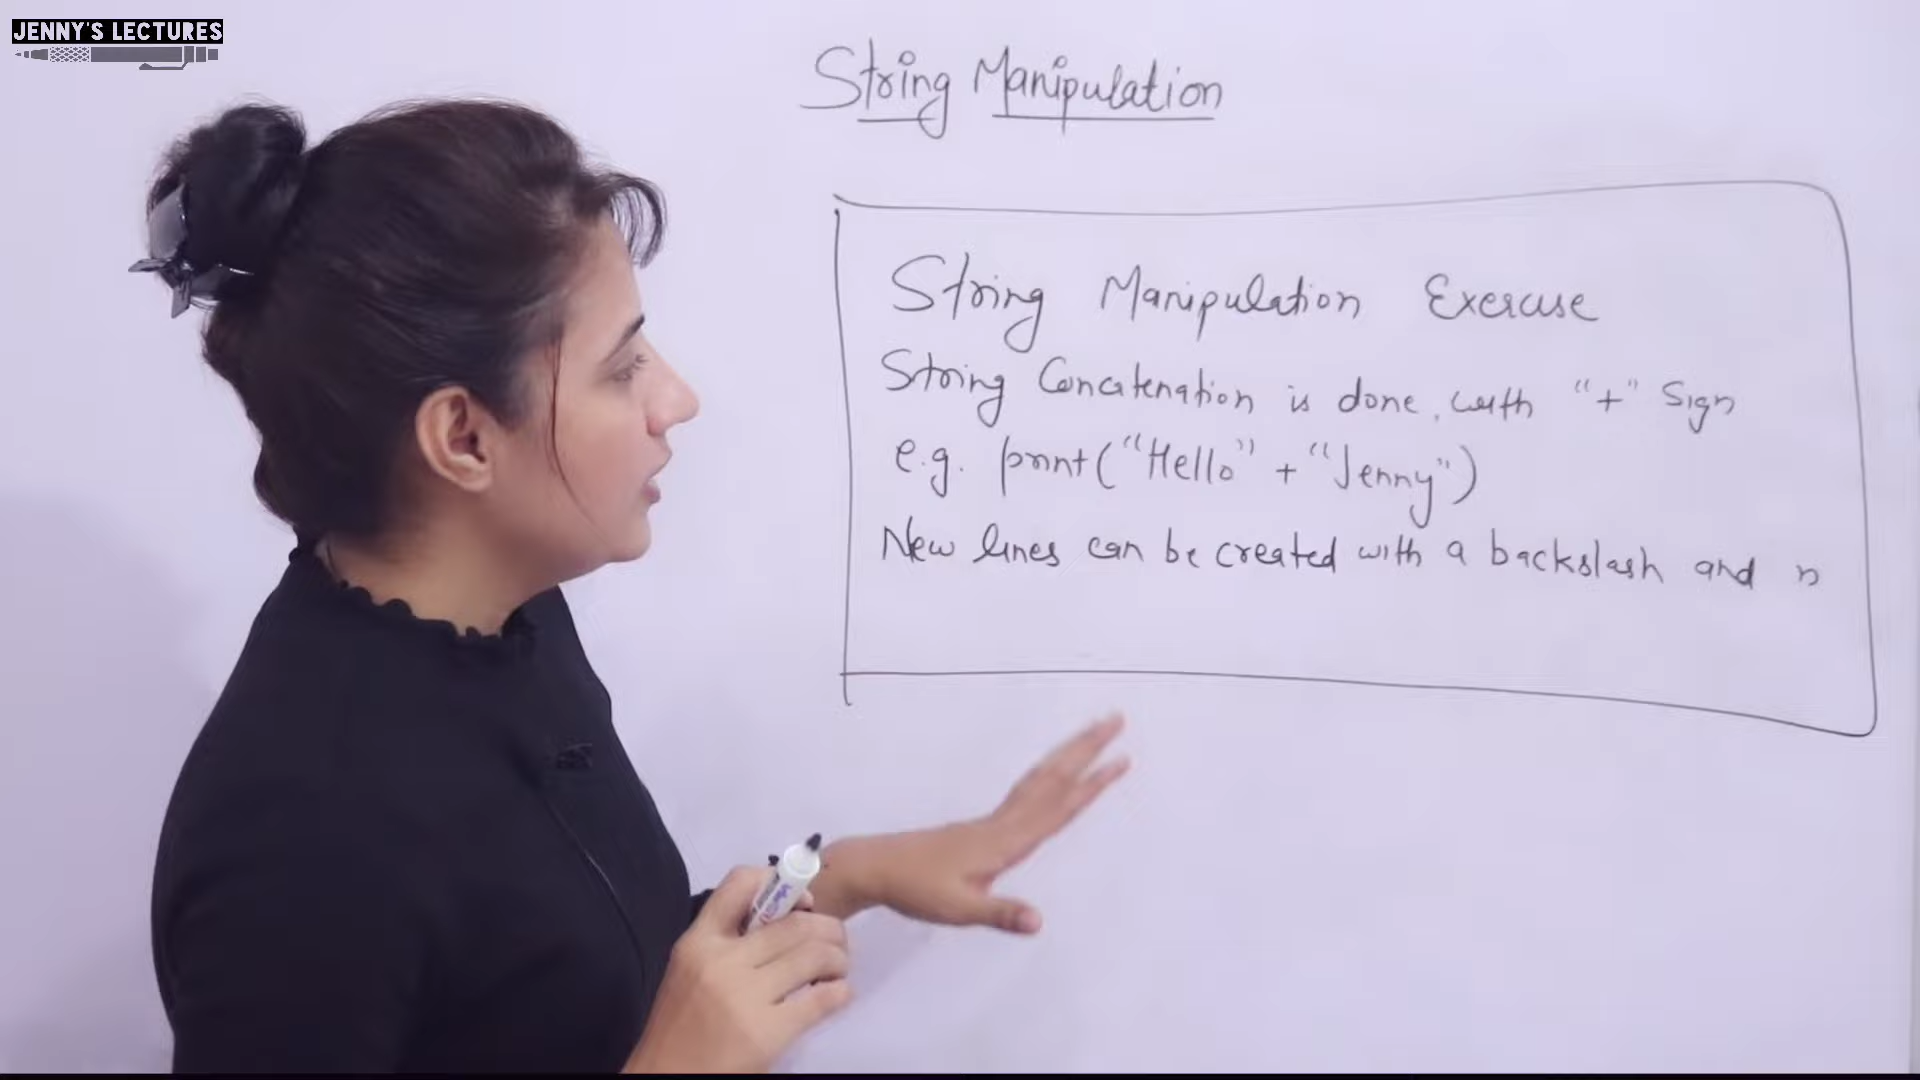 JENNY'S LECTURES
String Manipulation
String Manipulation Exercise
String Concatenation is done with "+" Sign
e.g. print("Hello" + "Jenny")
New lines can be created with a backslash and n